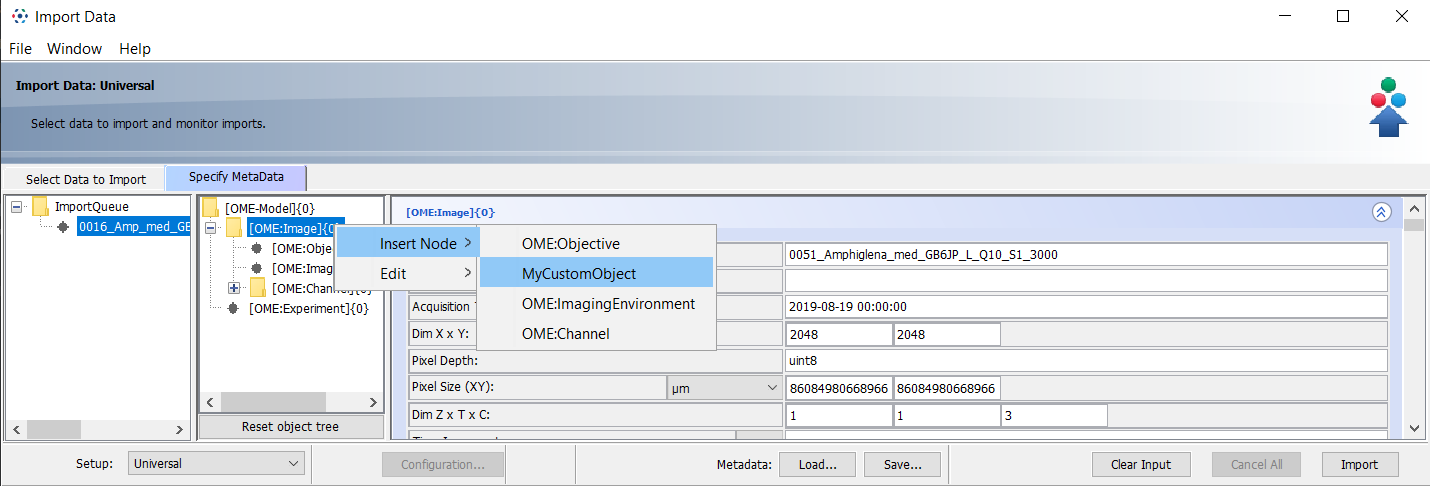 Import Data
File Window Help
Import Data: Universal
Select data to import and monitor imports.
Select Data to Import
Specify MetaData
ImportQueue
0016_Amp_med_GB
[OME-Model]{0}
[OME:Image]{0}
[OME:Obje
[OME:Imag
[OME:Chan
[OME:Experiment]{0}
Reset object tree
Insert Node >
Edit >
OME:Objective
MyCustomObject
OME:ImagingEnvironment
OME:Channel
[OME:Image]{0}
0051_Amphiglena_med_GB6JP_L_Q10_S1_3000
Acquisition 2019-08-19 00:00:00
Dim X x Y: 2048 2048
Pixel Depth: uint8
Pixel Size (XY): µm 86084980668966 86084980668966
Dim Z x T x C: 1 1 3
Setup: Universal Configuration... Metadata: Load... Save... Clear Input Cancel All Import